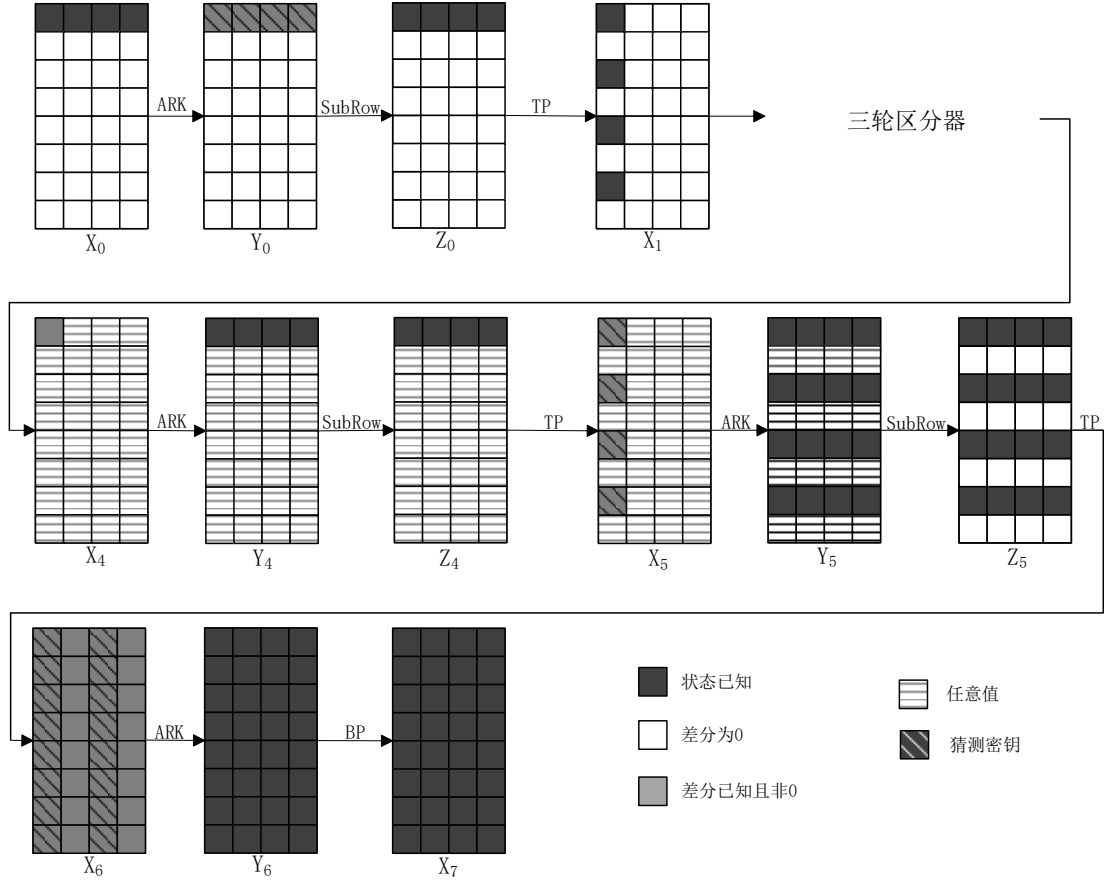 ARK
SubRow
TP
三轮区分器
X0
Y0
Z0
X1
ARK
SubRow
TP
ARK
SubRow
TP
X4
Y4
Z4
X5
Y5
Z5
ARK
BP
X6
Y6
X7
状态已知
任意值
差分为0
猜测密钥
差分已知且非0